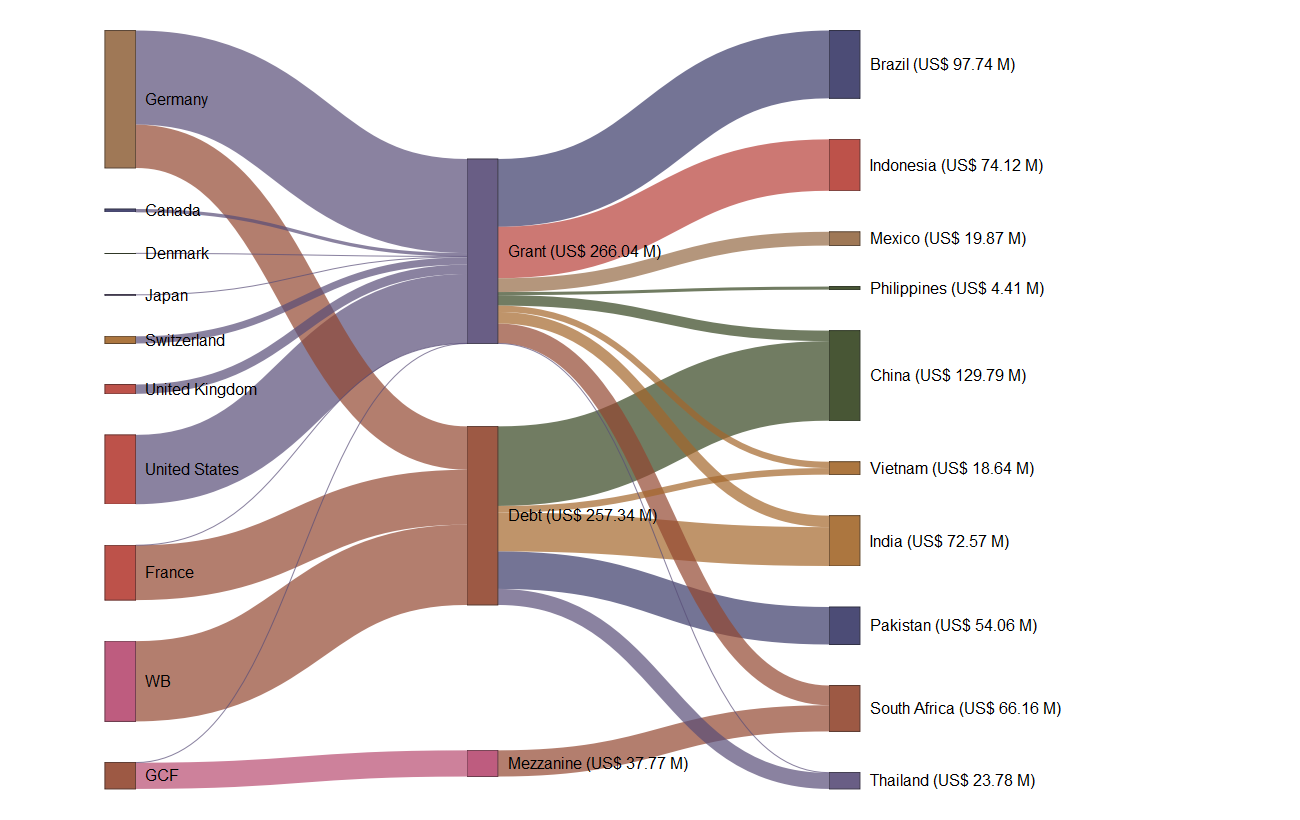 Germany
Canada
Denmark
Japan
Switzerland
United Kingdom
United States
France
WB
GCF
Grant (US$ 266.04 M)
Debt (US$ 257.34 M)
Mezzanine (US$ 37.77 M)
Brazil (US$ 97.74 M)
Indonesia (US$ 74.12 M)
Mexico (US$ 19.87 M)
Philippines (US$ 4.41 M)
China (US$ 129.79 M)
Vietnam (US$ 18.64 M)
India (US$ 72.57 M)
Pakistan (US$ 54.06 M)
South Africa (US$ 66.16 M)
Thailand (US$ 23.78 M)